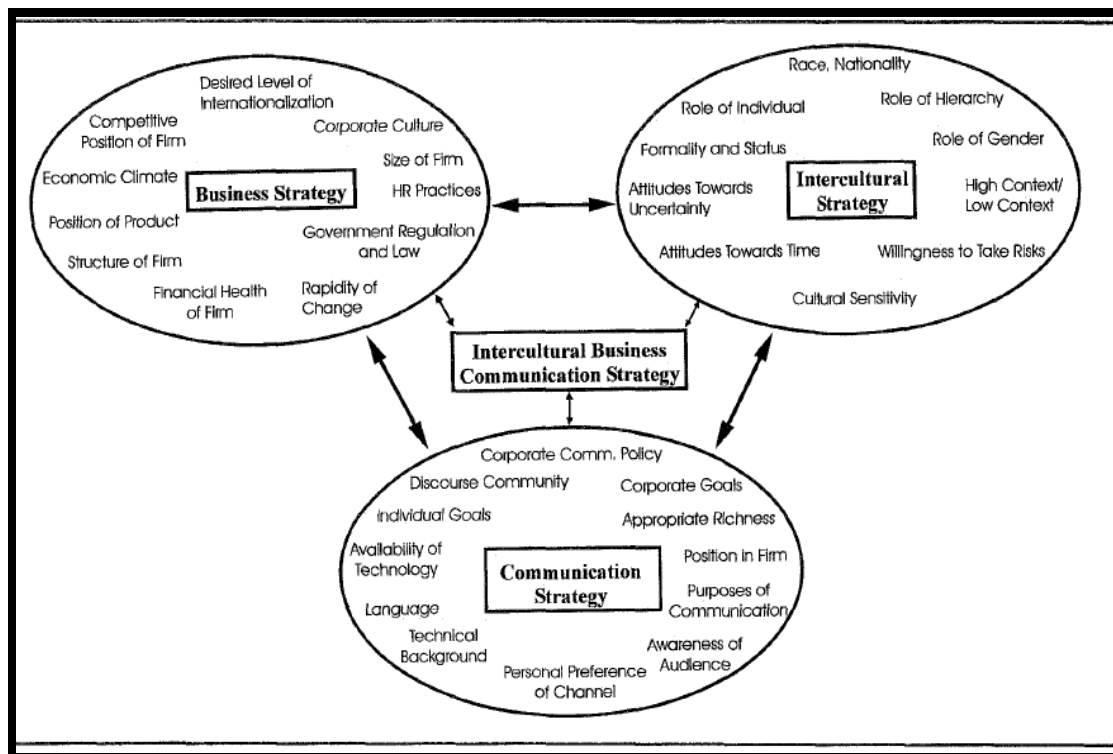 Desired Level of
Internationalization
Competitive
Position of Firm
Corporate Culture
Economic Climate
Size of Firm
Business Strategy
HR Practices
Position of Product
Government Regulation
and Law
Structure of Firm
Financial Health
of Firm
Rapidity of
Change
Race, Nationality
Role of Individual
Role of Hierarchy
Formality and Status
Role of Gender
Attitudes Towards
Uncertainty
Intercultural
Strategy
High Context/
Low Context
Attitudes Towards Time
Willingness to Take Risks
Cultural Sensitivity
Intercultural Business
Communication Strategy
Corporate Comm. Policy
Discourse Community
Corporate Goals
Individual Goals
Appropriate Richness
Availability of
Technology
Communication
Strategy
Position in Firm
Purposes of
Communication
Language
Technical
Background
Awareness of
Audience
Personal Preference
of Channel